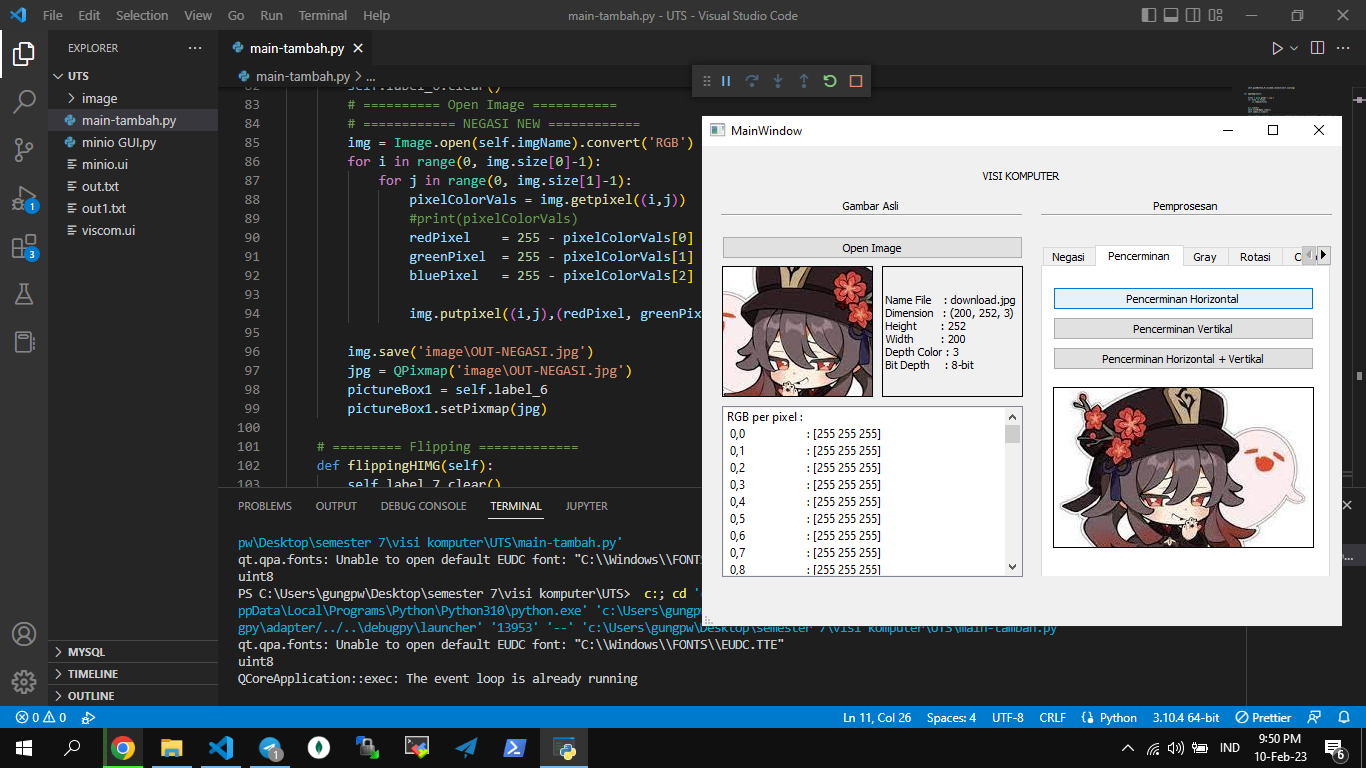 File Edit Selection View Go Run Terminal Help
main-tambah.py - UTS - Visual Studio Code
EXPLORER
UTS
image
main-tambah.py
minio GUI.py
minio.ui
out.txt
out1.txt
viscom.ui
MYSQL
TIMELINE
OUTLINE
1
3
main-tambah.py
main-tambah.py > ...
82 self.label_6.clear()
83 # ========== Open Image ===========
84 # ============ NEGASI NEW ============
85 img = Image.open(self.imgName).convert('RGB')
86 for i in range(0, img.size[0]-1):
87 for j in range(0, img.size[1]-1):
88 pixelColorVals = img.getpixel((i,j))
89 #print(pixelColorVals)
90 redPixel = 255 - pixelColorVals[0]
91 greenPixel = 255 - pixelColorVals[1]
92 bluePixel = 255 - pixelColorVals[2]
93
94 img.putpixel((i,j),(redPixel, greenPix
95
96 img.save('image\OUT-NEGASI.jpg')
97 jpg = QPixmap('image\OUT-NEGASI.jpg')
98 pictureBox1 = self.label_6
99 pictureBox1.setPixmap(jpg)
100
101 # ========= Flipping =============
102 def flippingHIMG(self):
103 self.label_7.clear()
PROBLEMS OUTPUT DEBUG CONSOLE TERMINAL JUPYTER
pw\Desktop\semester 7\visi komputer\UTS\main-tambah.py'
qt.qpa.fonts: Unable to open default EUDC font: "C:\\Windows\\FONTS
uint8
PS C:\Users\gungpw\Desktop\semester 7\visi komputer\UTS> c:; cd '
ppData\Local\Programs\Python\Python310\python.exe' 'c:\Users\gungpw
gpy\adapter/../..\debugpy\launcher' '13953' '--' 'c:\Users\gungpw\Desktop\semester 7\visi komputer\UTS\main-tambah.py'
qt.qpa.fonts: Unable to open default EUDC font: "C:\\Windows\\FONTS\\EUDC.TTE"
uint8
QCoreApplication::exec: The event loop is already running
MainWindow
VISI KOMPUTER
Gambar Asli
Open Image
Name File : download.jpg
Dimension : (200, 252, 3)
Height : 252
Width : 200
Depth Color : 3
Bit Depth : 8-bit
RGB per pixel :
0,0 : [255 255 255]
0,1 : [255 255 255]
0,2 : [255 255 255]
0,3 : [255 255 255]
0,4 : [255 255 255]
0,5 : [255 255 255]
0,6 : [255 255 255]
0,7 : [255 255 255]
0,8 : [255 255 255]
Pemprosesan
Negasi Pencerminan Gray Rotasi
Pencerminan Horizontal
Pencerminan Vertikal
Pencerminan Horizontal + Vertikal
0 0 Ln 11, Col 26 Spaces: 4 UTF-8 CRLF Python 3.10.4 64-bit Prettier
1
IND
9:50 PM
10-Feb-23
6